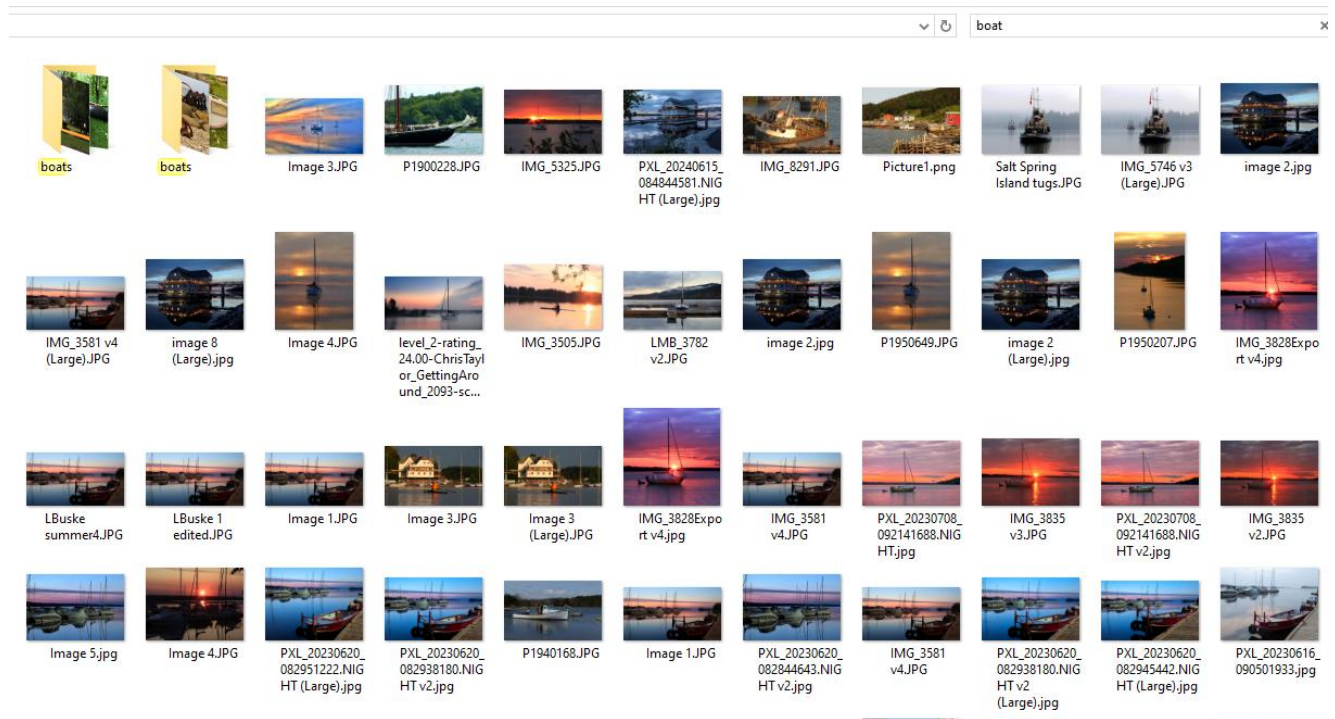 boat
boats
boats
Image 3.JPG
P1900228.JPG
IMG_5325.JPG
PXL_20240615_
084844581.NIG
HT (Large).jpg
IMG_8291.JPG
Picture1.png
Salt Spring
Island tugs.JPG
IMG_5746 v3
(Large).JPG
image 2.jpg
IMG_3581 v4
(Large).JPG
image 8
(Large).jpg
Image 4.JPG
level_2-rating_
24.00-ChrisTayl
or_GettingAro
und_2093-sc...
IMG_3505.JPG
LMB_3782
v2.JPG
image 2.jpg
P1950649.JPG
image 2
(Large).jpg
P1950207.JPG
IMG_3828Expo
rt v4.jpg
LBuske
summer4.JPG
LBuske 1
edited.JPG
Image 1.JPG
Image 3.JPG
Image 3
(Large).JPG
IMG_3828Expo
rt v4.jpg
IMG_3581
v4.JPG
PXL_20230708_
092141688.NIG
HT.jpg
IMG_3835
v3.JPG
PXL_20230708_
092141688.NIG
HT v2.jpg
IMG_3835
v2.JPG
Image 5.jpg
Image 4.JPG
PXL_20230620_
082951222.NIG
HT (Large).jpg
PXL_20230620_
082938180.NIG
HT v2.jpg
P1940168.JPG
Image 1.JPG
PXL_20230620_
082844643.NIG
HT v2.jpg
IMG_3581
v4.JPG
PXL_20230620_
082938180.NIG
HT v2
(Large).jpg
PXL_20230620_
082945442.NIG
HT (Large).jpg
PXL_20230616_
090501933.jpg